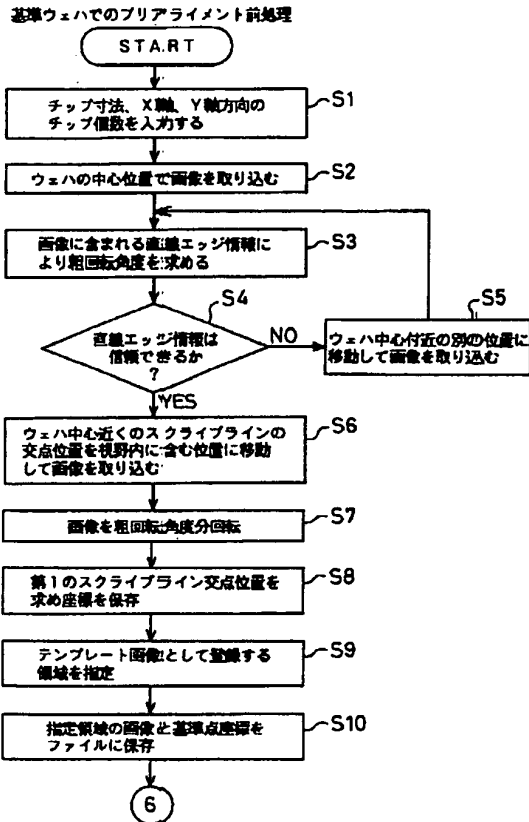 基準ウェハでのプリアライメント前処理
START
チップ寸法、X軸、Y軸方向の
チップ個数を入力する
S1
ウェハの中心位置で画像を取り込む
S2
画像に含まれる直線エッジ情報に
より粗回転角度を求める
S3
直線エッジ情報は
信頼できるか
?
S4
NO
ウェハ中心付近の別の位置に
移動して画像を取り込む
S5
YES
ウェハ中心近くのスクライブラインの
交点位置を視野内に含む位置に移動
して画像を取り込む
S6
画像を粗回転角度分回転
S7
第1のスクライブライン交点位置を
求め座標を保存
S8
テンプレート画像として登録する
領域を指定
S9
指定領域の画像と基準点座標を
ファイルに保存
S10
6